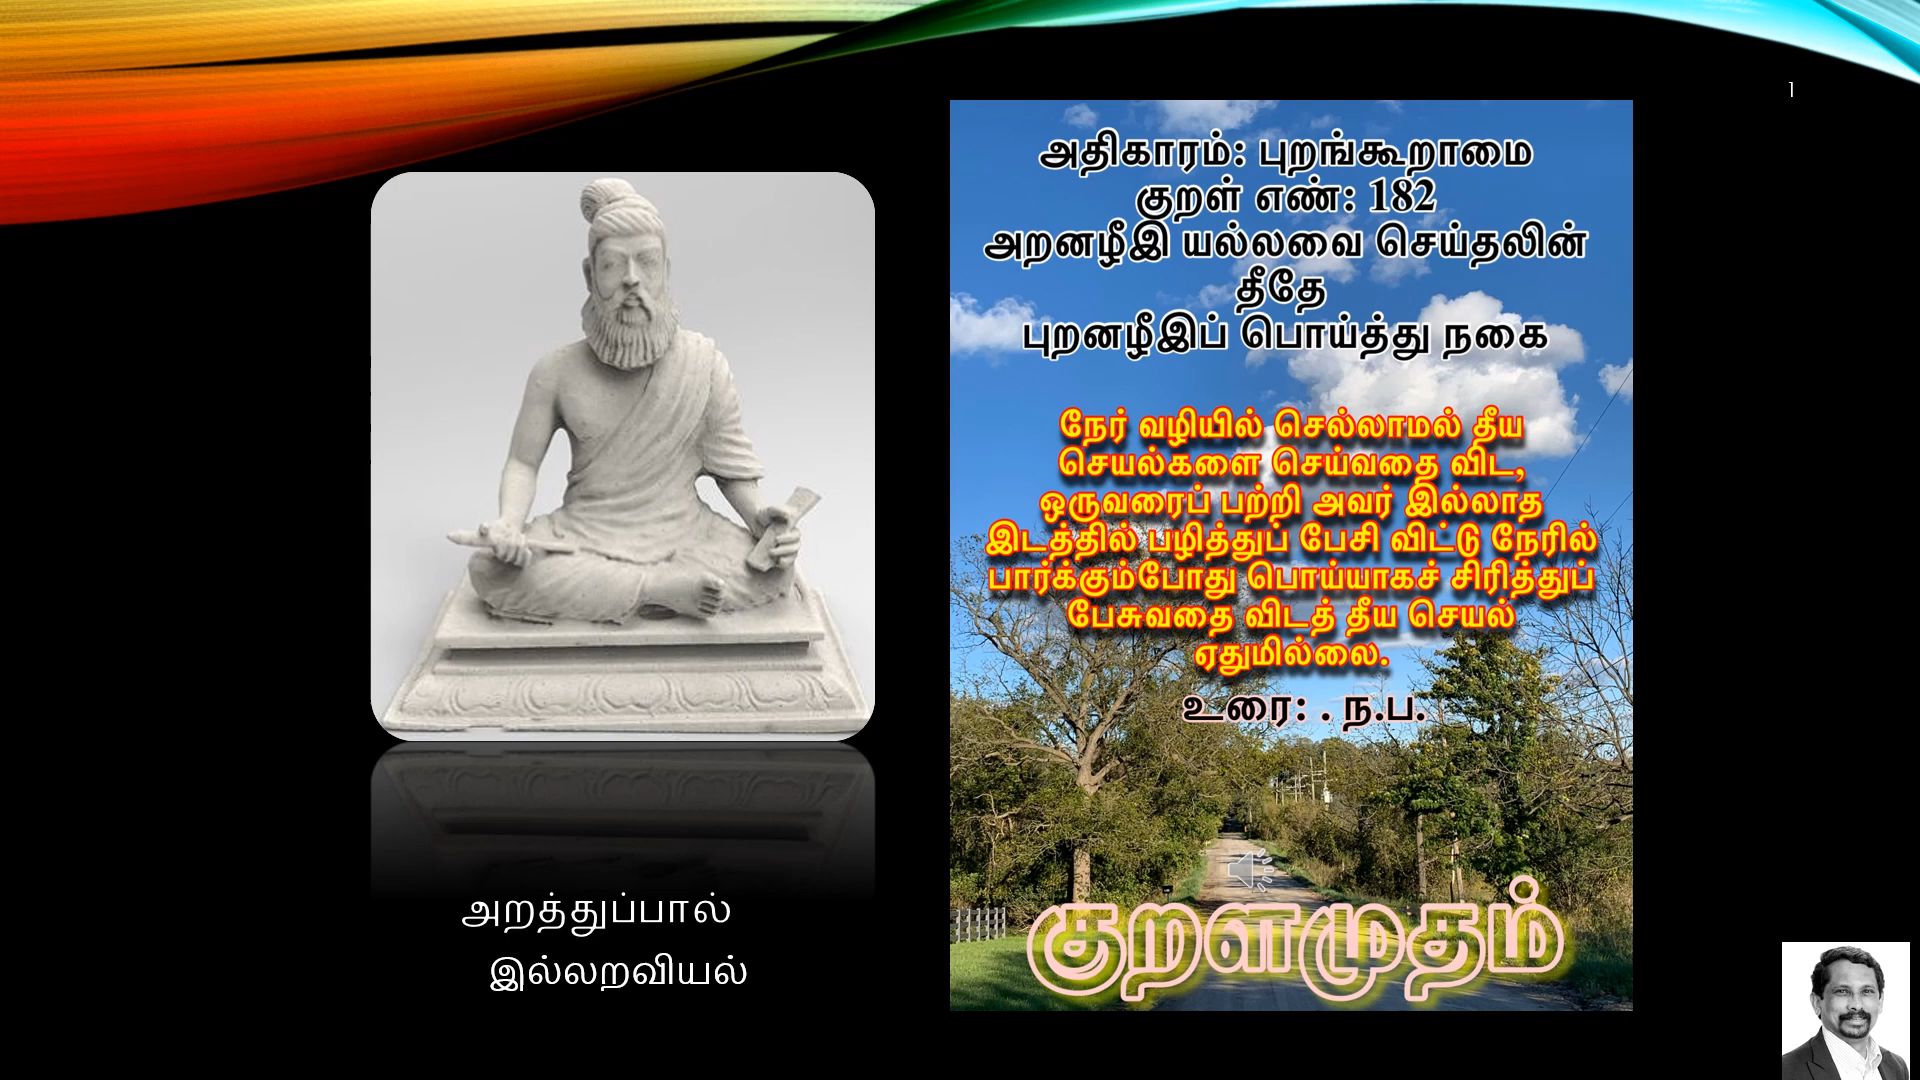 1
அதிகாரம்: புறங்கூறாமை
குறள் எண்: 182
அறனழீஇ யல்லவை செய்தலின்
தீதே
புறனழீஇப் பொய்த்து நகை
நேர் வழியில் செல்லாமல் தீய
செயல்களை செய்வதை விட,
ஒருவரைப் பற்றி அவர் இல்லாத
இடத்தில் பழித்துப் பேசி விட்டு நேரில்
பார்க்கும்போது பொய்யாகச் சிரித்துப்
பேசுவதை விடத் தீய செயல்
ஏதுமில்லை.
உரை: . ந.ப.
குறளமுதம்
அறத்துப்பால்
இல்லறவியல்